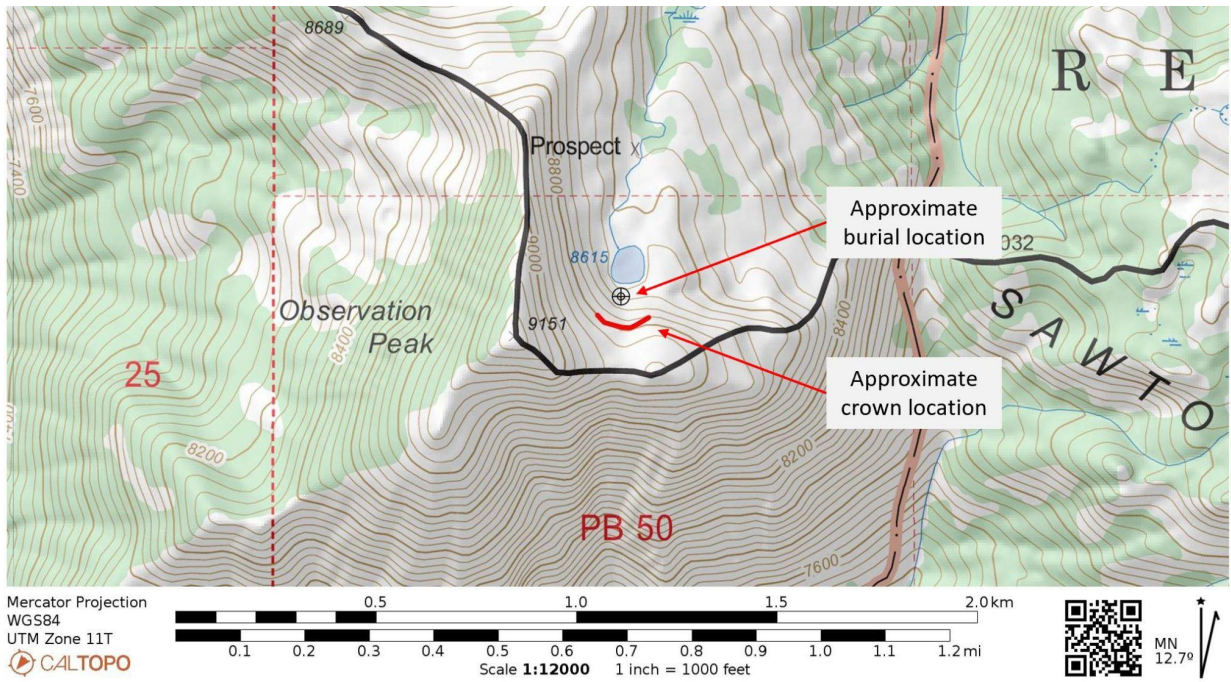 8689
R E
7600
7400
Prospect
8800
Approximate
burial location
9000
8615
032
Observation
Peak
9151
8400
8400
SAWTO
25
Approximate
crown location
8200
8200
PB 50
7600
Mercator Projection
WGS84
UTM Zone 11T
CALTOPO
0.5 1.0 1.5 2.0 km
0.1 0.2 0.3 0.4 0.5 0.6 0.7 0.8 0.9 1.0 1.1 1.2 mi
Scale 1:12000 1 inch = 1000 feet
MN
12.7º